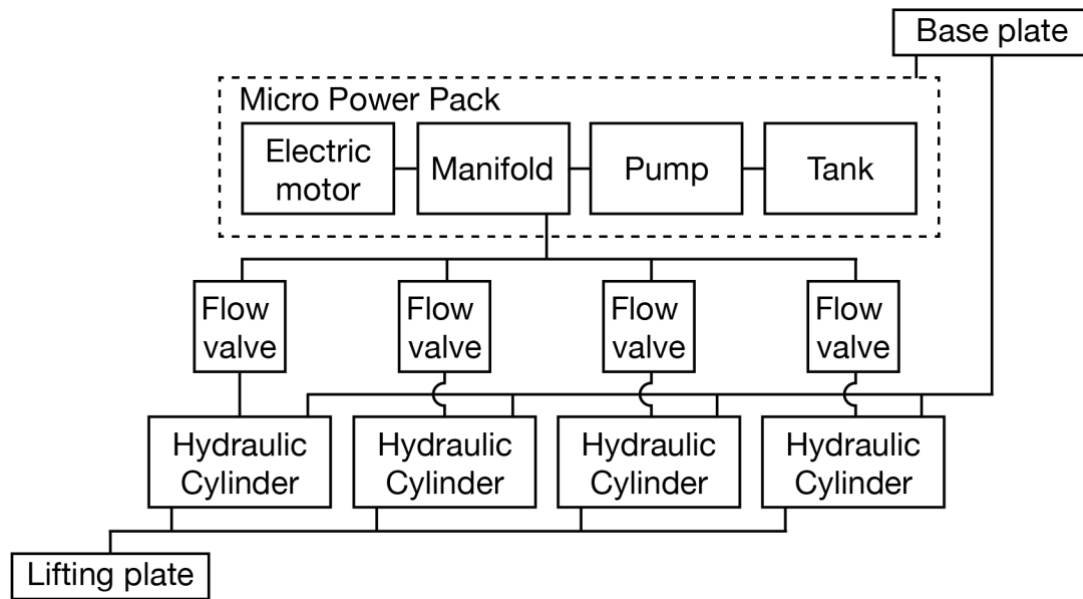 Base plate
Micro Power Pack
Electric
motor
Manifold
Pump
Tank
Flow
valve
Flow
valve
Flow
valve
Flow
valve
Hydraulic
Cylinder
Hydraulic
Cylinder
Hydraulic
Cylinder
Hydraulic
Cylinder
Lifting plate